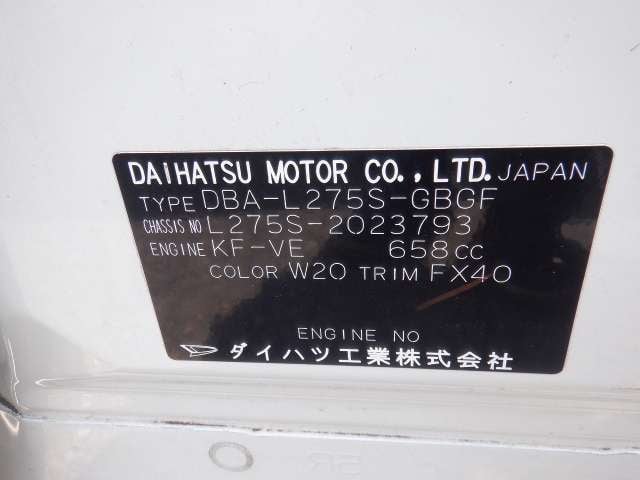 DAIHATSU MOTOR CO., LTD. JAPAN
TYPE DBA-L275S-GBGF
CHASSIS NO L275S-2023793
ENGINE KF-VE 658CC
COLOR W20 TRIM FX40
ENGINE NO
ダイハツ工業株式会社